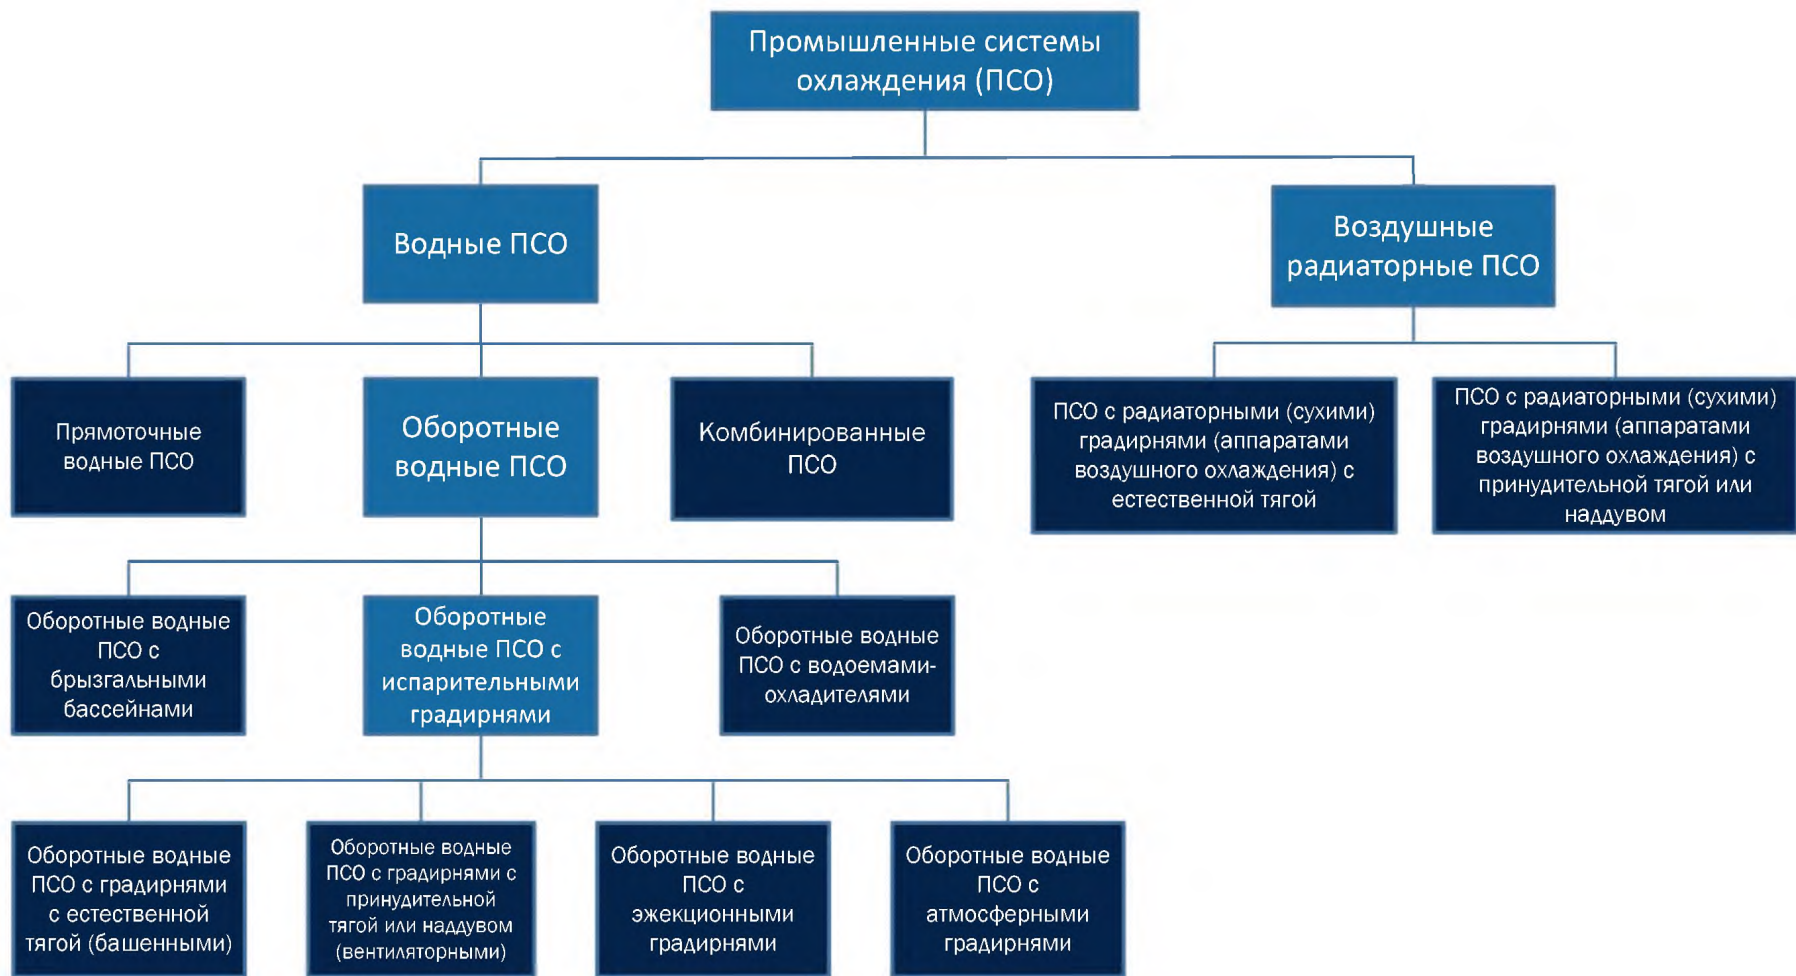 Промышленные системы
охлаждения (ПСО)
Водные ПСО
Воздушные
радиаторные ПСО
Прямоточные
водные ПСО
Оборотные
водные ПСО
Комбинированные
ПСО
ПСО с радиаторными (сухими)
градирнями (аппаратами
воздушного охлаждения) с
естественной тягой
ПСО с радиаторными (сухими)
градирнями (аппаратами
воздушного охлаждения) с
принудительной тягой или
наддувом
Оборотные водные
ПСО с
брызгальными
бассейнами
Оборотные
водные ПСО с
испарительными
градирнями
Оборотные водные
ПСО с водоемами-
охладителями
Оборотные водные
ПСО с градирнями
с естественной
тягой (башенными)
Оборотные водные
ПСО с градирнями с
принудительной
тягой или наддувом
(вентиляторными)
Оборотные водные
ПСО с
эжекционными
градирнями
Оборотные водные
ПСО с
атмосферными
градирнями